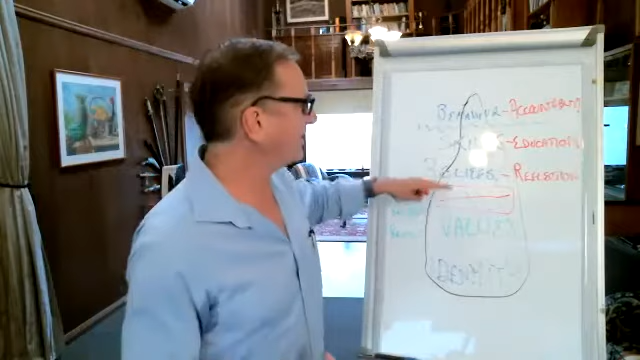 BEHAVIOR - ACCOUNTABILITY
SKILLS - EDUCATION
BELIEFS - REFLECTION
VALUES
IDENTITY